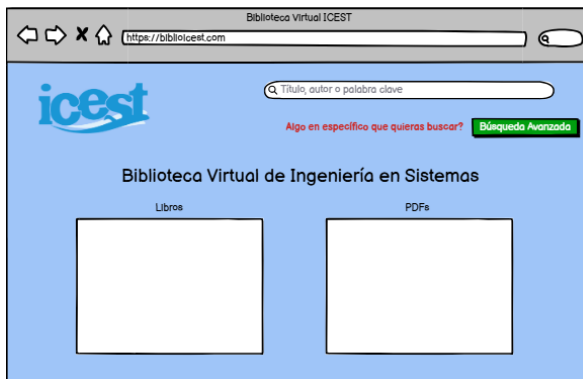 Biblioteca Virtual ICEST
https://biblioicest.com
icest
Título, autor o palabra clave
Algo en específico que quieras buscar?
Búsqueda Avanzada
Biblioteca Virtual de Ingeniería en Sistemas
Libros
PDFs